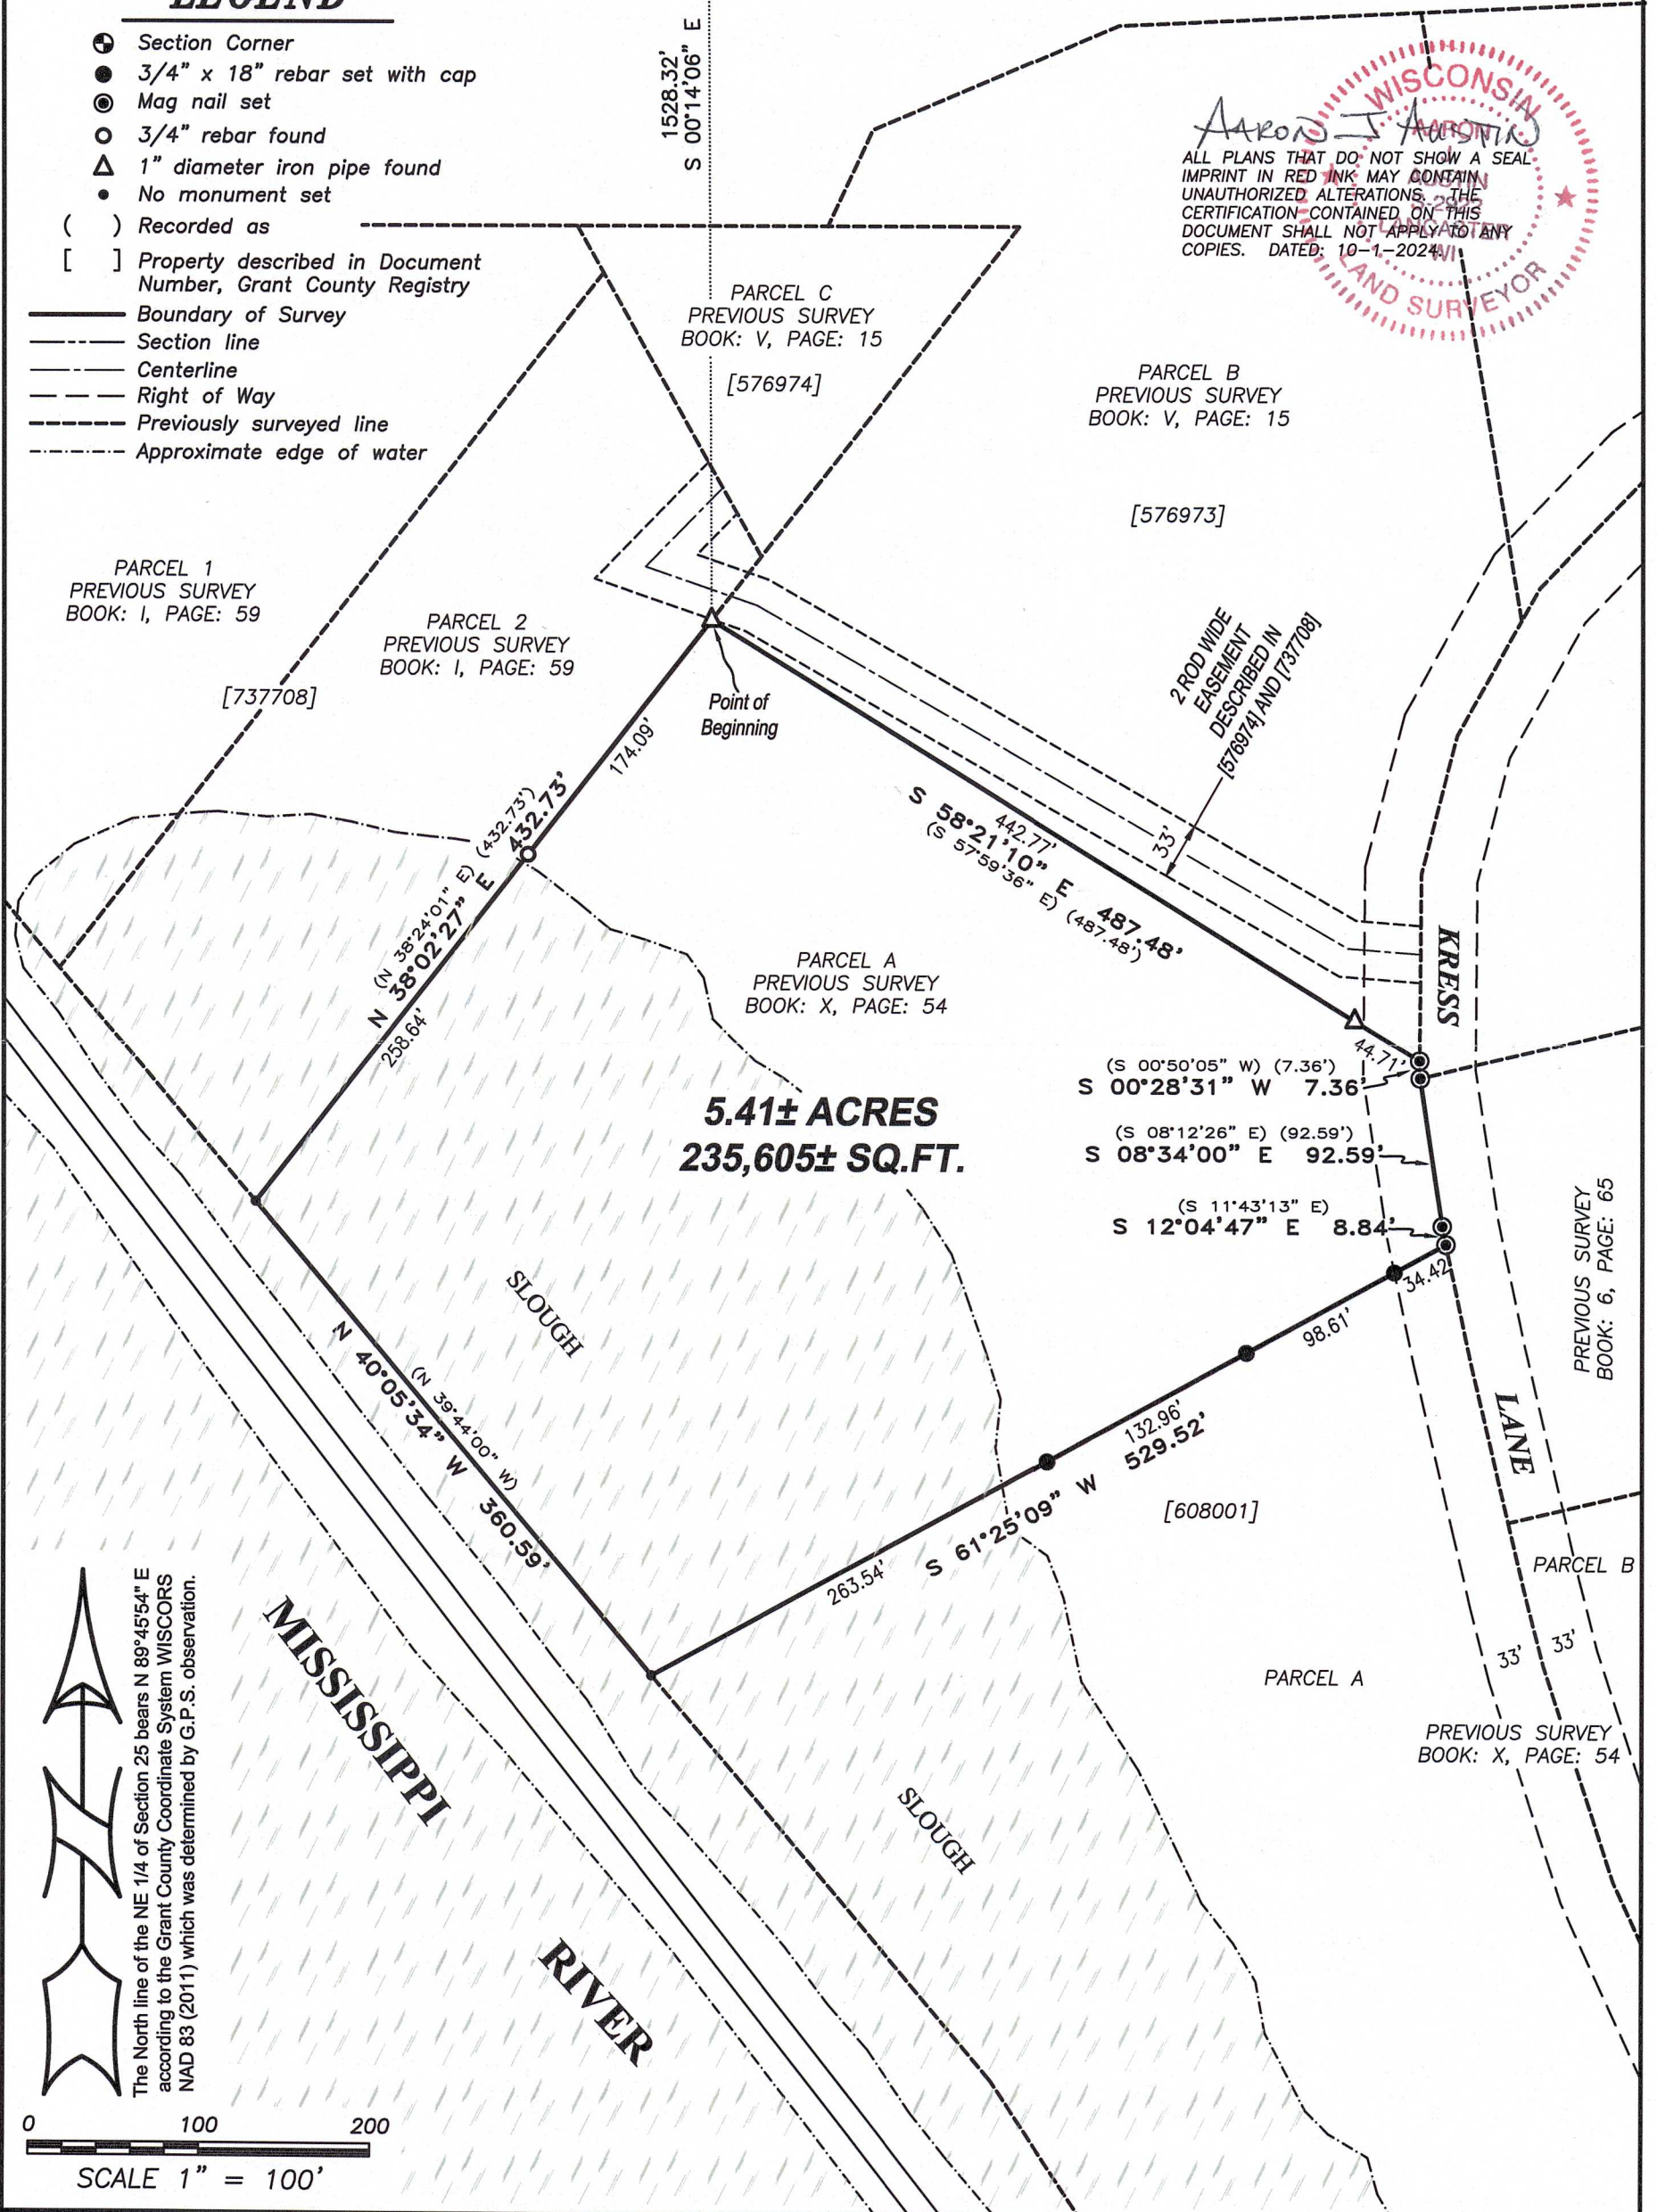 LEGEND
Section Corner
3/4" x 18" rebar set with cap
Mag nail set
3/4" rebar found
1" diameter iron pipe found
No monument set
( ) Recorded as
[ ] Property described in Document
Number, Grant County Registry
Boundary of Survey
Section line
Centerline
Right of Way
Previously surveyed line
Approximate edge of water
1528.32'
S 00°14'06" E
AARON J AUSTIN
ALL PLANS THAT DO NOT SHOW A SEAL
IMPRINT IN RED INK MAY CONTAIN
UNAUTHORIZED ALTERATIONS. THE
CERTIFICATION CONTAINED ON THIS
DOCUMENT SHALL NOT APPLY TO ANY
COPIES. DATED: 10-1-2024.
WISCONSIN
AARON
J
AUSTIN
LANCASTER
WI
LAND SURVEYOR
PARCEL C
PREVIOUS SURVEY
BOOK: V, PAGE: 15
[576974]
PARCEL B
PREVIOUS SURVEY
BOOK: V, PAGE: 15
[576973]
PARCEL 1
PREVIOUS SURVEY
BOOK: I, PAGE: 59
PARCEL 2
PREVIOUS SURVEY
BOOK: I, PAGE: 59
[737708]
Point of
Beginning
2 ROD WIDE
EASEMENT
DESCRIBED IN
[576974] AND [737708]
33'
174.09'
(N 38°24'01" E) (432.73')
N 38°02'27" E 432.73'
258.64'
442.77'
S 58°21'10" E 487.48'
(S 57°59'36" E) (487.48')
PARCEL A
PREVIOUS SURVEY
BOOK: X, PAGE: 54
KRESS
44.71'
(S 00°50'05" W) (7.36')
S 00°28'31" W 7.36'
(S 08°12'26" E) (92.59')
S 08°34'00" E 92.59'
(S 11°43'13" E)
S 12°04'47" E 8.84'
5.41± ACRES
235,605± SQ.FT.
34.42'
98.61'
132.96'
S 61°25'09" W 529.52'
263.54'
PREVIOUS SURVEY
BOOK: 6, PAGE: 65
LANE
SLOUGH
(N 39°44'00" W)
N 40°05'34" W 360.59'
[608001]
PARCEL B
33' 33'
PARCEL A
PREVIOUS SURVEY
BOOK: X, PAGE: 54
SLOUGH
MISSISSIPPI
RIVER
The North line of the NE 1/4 of Section 25 bears N 89°45'54" E
according to the Grant County Coordinate System WISCORS
NAD 83 (2011) which was determined by G.P.S. observation.
0 100 200
SCALE 1" = 100'